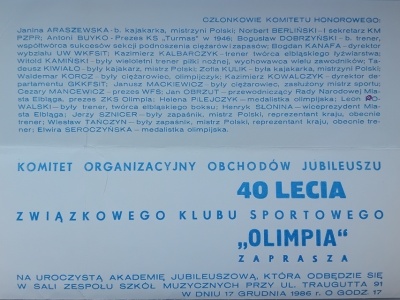 CZŁONKOWIE KOMITETU HONOROWEGO:
Janina ARASZEWSKA- b. kajakarka, mistrzyni Polski; Norbert BERLIŃSKI - I sekretarz KM
PZPR; Antoni BUYKO - Prezes KS „Turmas" w 1946; Bogusław DOBRZYŃSKI - b. trener,
współtwórca sukcesów sekcji podnoszenia ciężarów i zapasów; Bogdan KANAFA - dyrektor
wydziału UW WKFSiT; Kazimierz KALBARCZYK - trener twórca elbląskiego łyżwiarstwa;
Witold KAMIŃSKI - były wieloletni trener piłki nożnej, wychowawca wielu zawodników; Ta-
deusz KIWIAŁO - były kajakarz, mistrz Polski; Zofia KULIK - była kajakarka, mistrzyni Polski;
Waldemar KORCZ - były ciężarowiec, olimpijczyk; Kazimierz KOWALCZYK - dyrektor de-
partamentu GKKFSiT; Janusz MAĆKIEWICZ - były ciężarowiec, zasłużony mistrz sportu;
Cezary MANCEWICZ - prezes WFS; Jan OBRZUT - przewodniczący Rady Narodowej Mia-
sta Elbląga, prezes ZKS Olimpia; Helena PILEJCZYK - medalistka olimpijska; Leon KO-
WALSKI - były trener, twórca elbląskiego boksu; Henryk SŁONINA - wiceprezydent Mia-
sta Elbląga; Jerzy SZNICER - były zapaśnik, mistrz Polski, reprezentant kraju, obecnie
trener; Wiesław TAŃCZYN - były zapaśnik, mistrz Polski, reprezentant kraju, obecnie tre-
ner; Elwira SEROCZYŃSKA - medalistka olimpijska.
KOMITET ORGANIZACYJNY OBCHODÓW JUBILEUSZU
40 LECIA
ZWIĄZKOWEGO KLUBU SPORTOWEGO
„OLIMPIA"
ZAPRASZA
NA UROCZYSTĄ AKADEMIĘ JUBILEUSZOWĄ, KTÓRA ODBĘDZIE SIĘ
W SALI ZESPOŁU SZKÓŁ MUZYCZNYCH PRZY UL. TRAUGUTTA 91
W DNIU 17 GRUDNIA 1986 r. O GODZ. 17